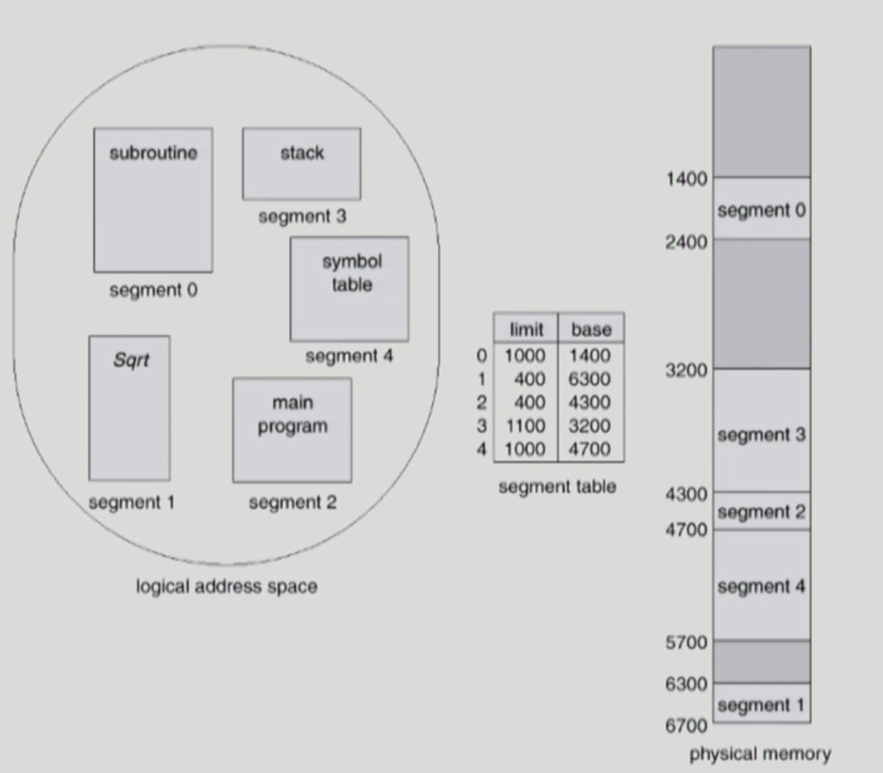 subroutine
segment 0
stack
segment 3
symbol
table
segment 4
Sqrt
segment 1
main
program
segment 2
logical address space
limit base
0 1000 1400
1 400 6300
2 400 4300
3 1100 3200
4 1000 4700
segment table
1400
segment 0
2400
3200
segment 3
4300
segment 2
4700
segment 4
5700
6300
segment 1
6700
physical memory